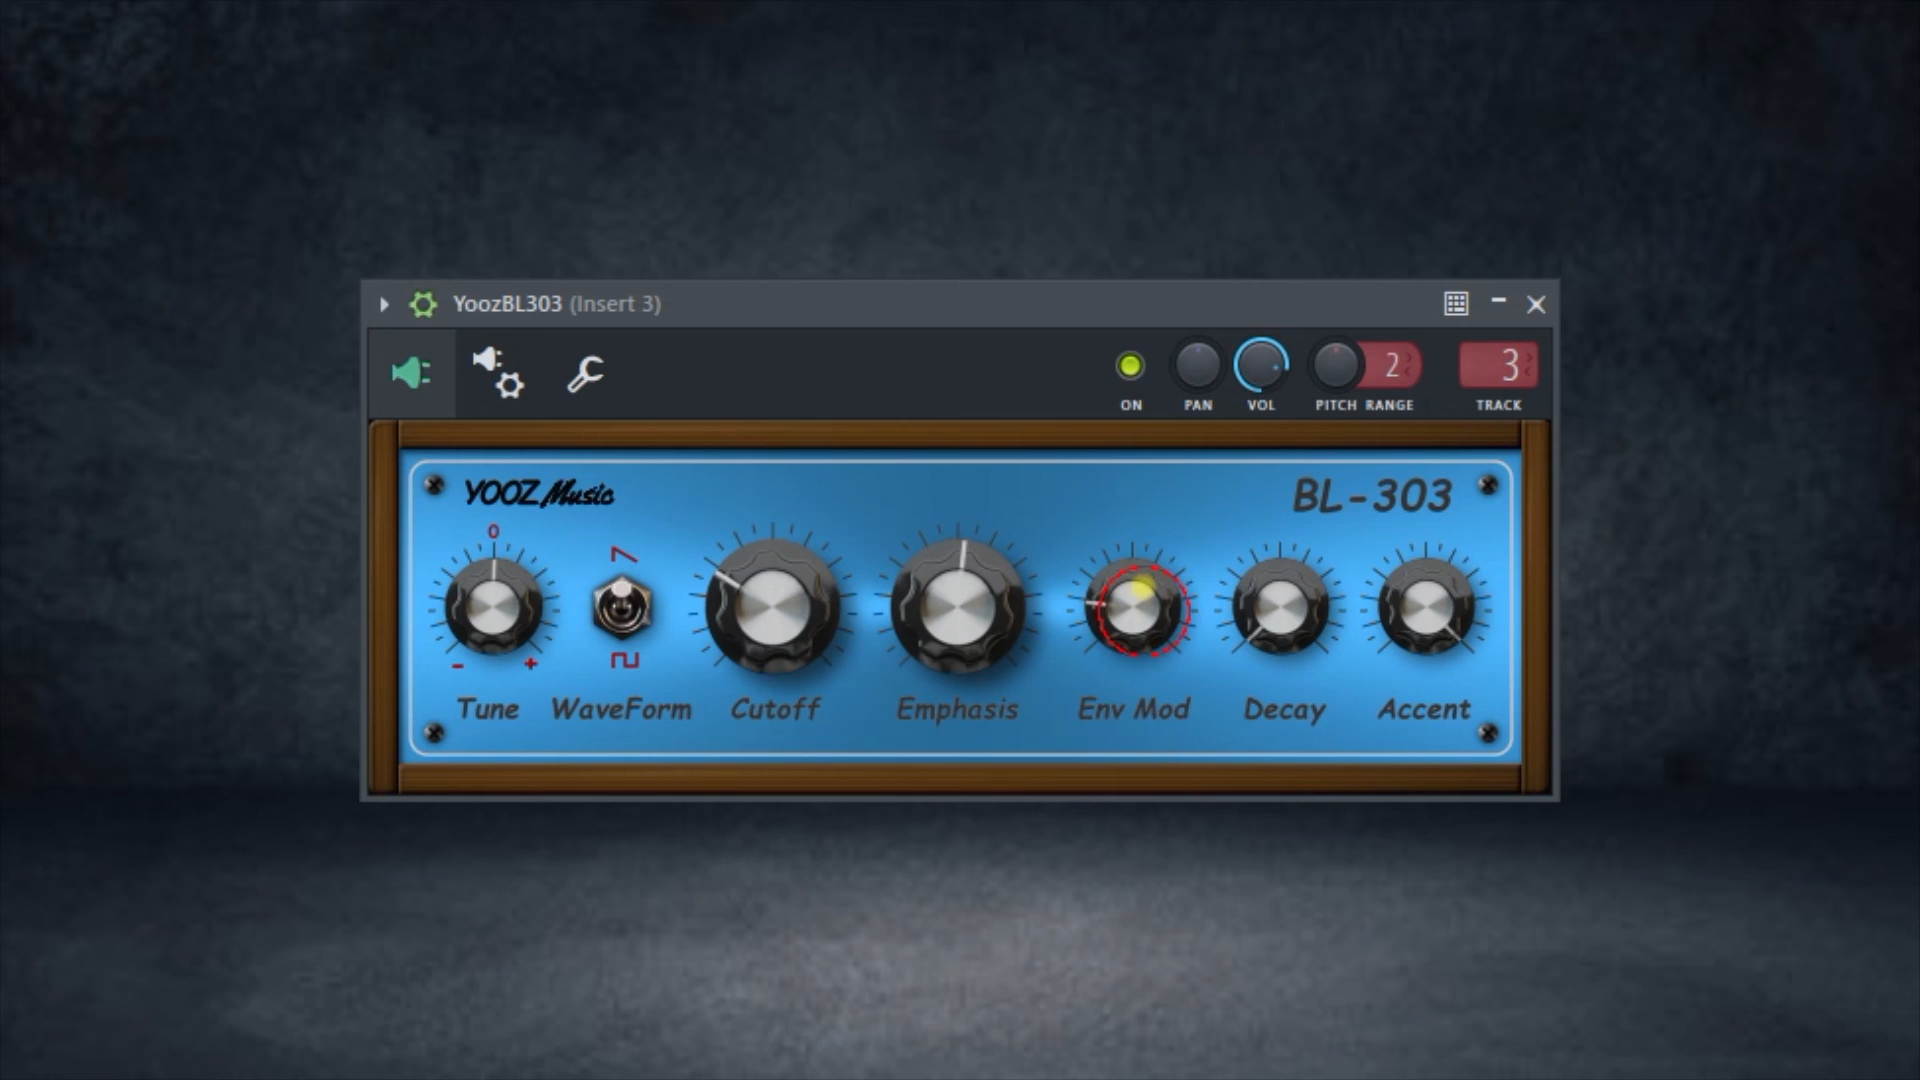 YoozBL303 (Insert 3)
2
3
ON
PAN
VOL
PITCH
RANGE
TRACK
YOOZ Music
BL-303
0
- +
Tune
WaveForm
Cutoff
Emphasis
Env Mod
Decay
Accent